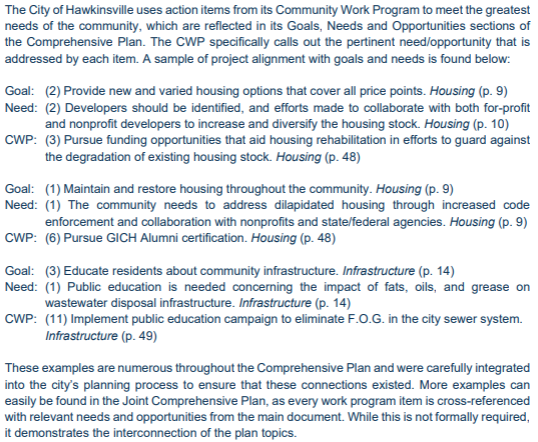 The City of Hawkinsville uses action items from its Community Work Program to meet the greatest
needs of the community, which are reflected in its Goals, Needs and Opportunities sections of
the Comprehensive Plan. The CWP specifically calls out the pertinent need/opportunity that is
addressed by each item. A sample of project alignment with goals and needs is found below:
Goal: (2) Provide new and varied housing options that cover all price points. Housing (p. 9)
Need: (2) Developers should be identified, and efforts made to collaborate with both for-profit
and nonprofit developers to increase and diversify the housing stock. Housing (p. 10)
CWP: (3) Pursue funding opportunities that aid housing rehabilitation in efforts to guard against
the degradation of existing housing stock. Housing (p. 48)
Goal: (1) Maintain and restore housing throughout the community. Housing (p. 9)
Need: (1) The community needs to address dilapidated housing through increased code
enforcement and collaboration with nonprofits and state/federal agencies. Housing (p. 9)
CWP: (6) Pursue GICH Alumni certification. Housing (p. 48)
Goal: (3) Educate residents about community infrastructure. Infrastructure (p. 14)
Need: (1) Public education is needed concerning the impact of fats, oils, and grease on
wastewater disposal infrastructure. Infrastructure (p. 14)
CWP: (11) Implement public education campaign to eliminate F.O.G. in the city sewer system.
Infrastructure (p. 49)
These examples are numerous throughout the Comprehensive Plan and were carefully integrated
into the city's planning process to ensure that these connections existed. More examples can
easily be found in the Joint Comprehensive Plan, as every work program item is cross-referenced
with relevant needs and opportunities from the main document. While this is not formally required,
it demonstrates the interconnection of the plan topics.